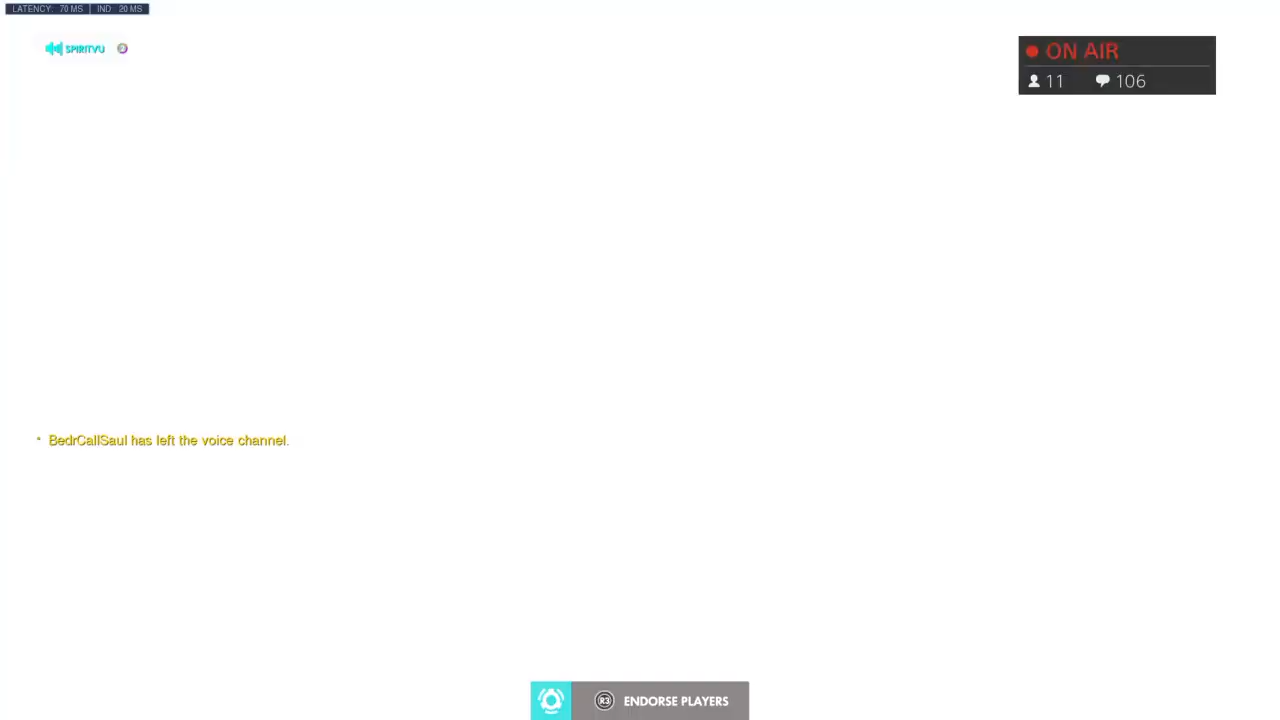 LATENCY: 70 MS | IND: 20 MS
SPIRITVU 2
ON AIR
11 106
BedrCallSaul has left the voice channel.
R3 ENDORSE PLAYERS